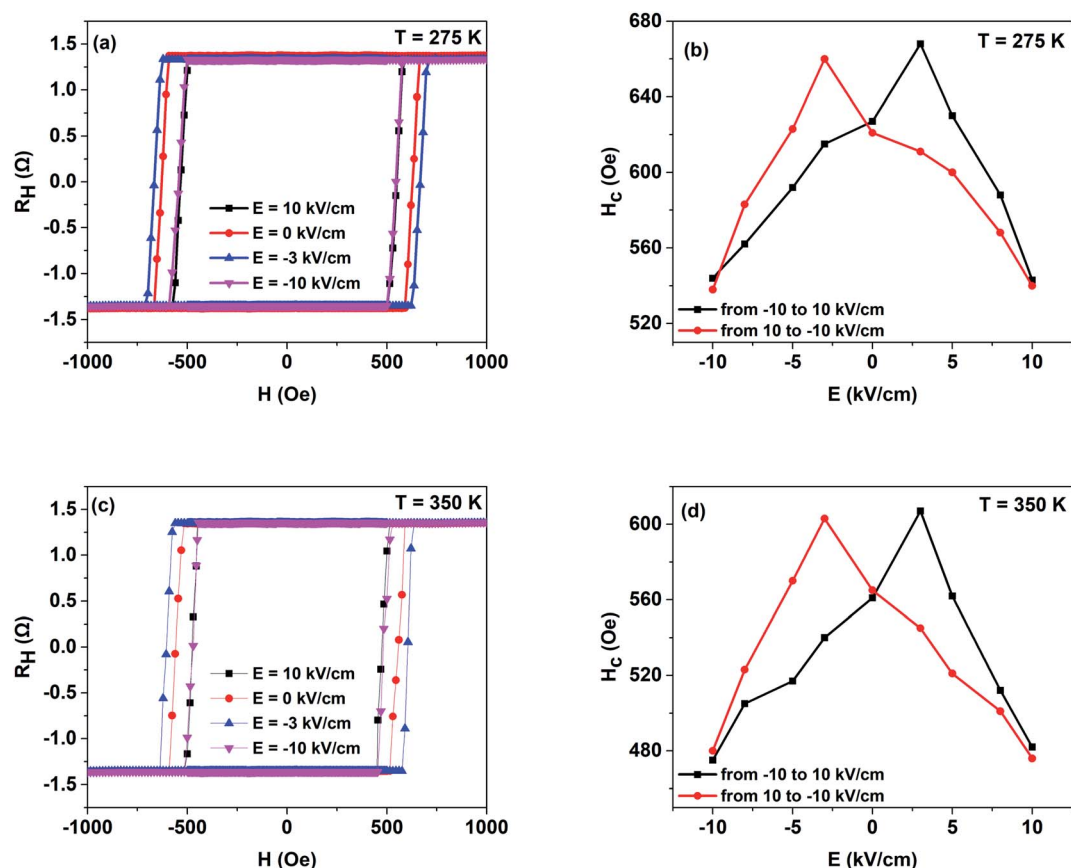 (a)
T = 275 K
1.5
1.0
0.5
0.0
-0.5
-1.0
-1.5
R_H (Ω)
E = 10 kV/cm
E = 0 kV/cm
E = -3 kV/cm
E = -10 kV/cm
-1000 -500 0 500 1000
H (Oe)
(b)
T = 275 K
680
640
600
560
520
H_C (Oe)
from -10 to 10 kV/cm
from 10 to -10 kV/cm
-10 -5 0 5 10
E (kV/cm)
(c)
T = 350 K
1.5
1.0
0.5
0.0
-0.5
-1.0
-1.5
R_H (Ω)
E = 10 kV/cm
E = 0 kV/cm
E = -3 kV/cm
E = -10 kV/cm
-1000 -500 0 500 1000
H (Oe)
(d)
T = 350 K
600
560
520
480
H_C (Oe)
from -10 to 10 kV/cm
from 10 to -10 kV/cm
-10 -5 0 5 10
E (kV/cm)